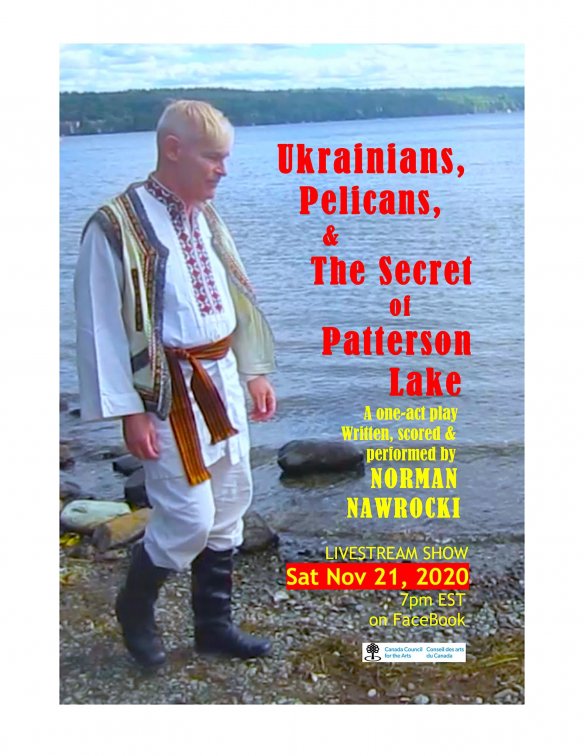 Ukrainians,
Pelicans,
&
The Secret
of
Patterson
Lake
A one-act play
Written, scored &
performed by
NORMAN
NAWROCKI
LIVESTREAM SHOW
Sat Nov 21, 2020
7pm EST
on FaceBook
Canada Council Conseil des arts
for the Arts du Canada